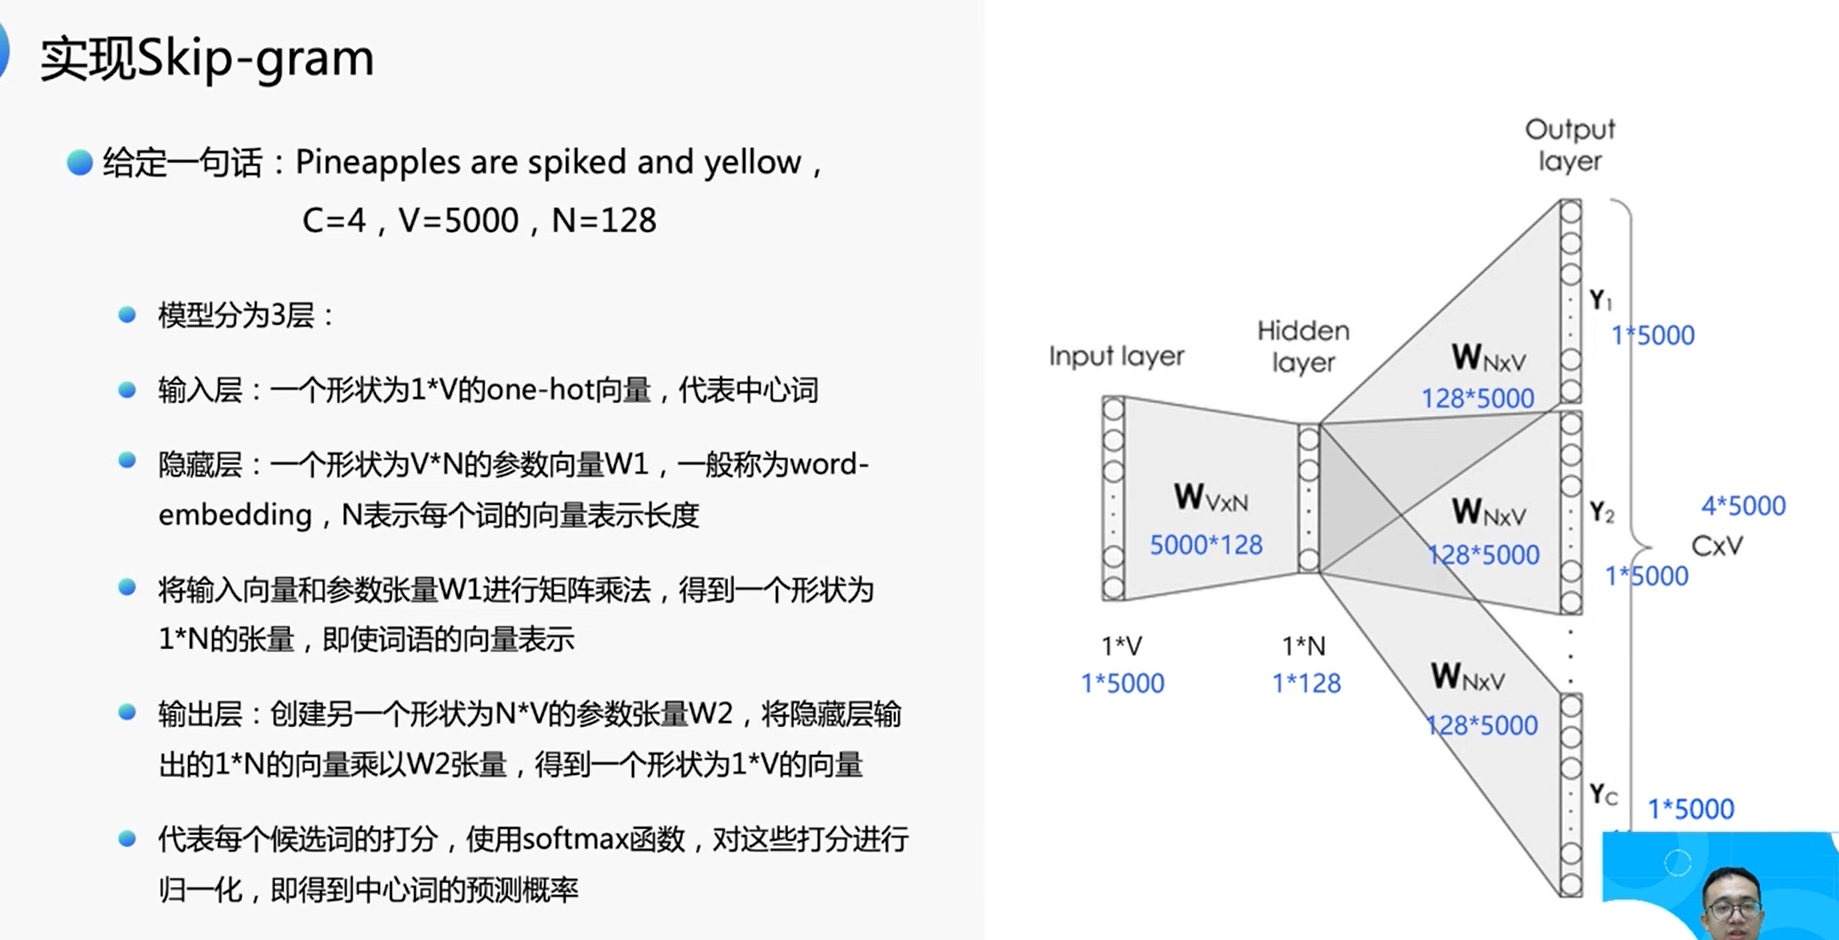 实现Skip-gram
给定一句话：Pineapples are spiked and yellow，
C=4，V=5000，N=128
模型分为3层：
输入层：一个形状为1*V的one-hot向量，代表中心词
隐藏层：一个形状为V*N的参数向量W1，一般称为word-
embedding，N表示每个词的向量表示长度
将输入向量和参数张量W1进行矩阵乘法，得到一个形状为
1*N的张量，即使词语的向量表示
输出层：创建另一个形状为N*V的参数张量W2，将隐藏层输
出的1*N的向量乘以W2张量，得到一个形状为1*V的向量
代表每个候选词的打分，使用softmax函数，对这些打分进行
归一化，即得到中心词的预测概率
Output
layer
Y1
1*5000
Hidden
layer
Input layer
WNxV
128*5000
WVxN
5000*128
WNxV
128*5000
Y2
1*5000
4*5000
CxV
1*V
1*5000
1*N
1*128
WNxV
128*5000
YC
1*5000